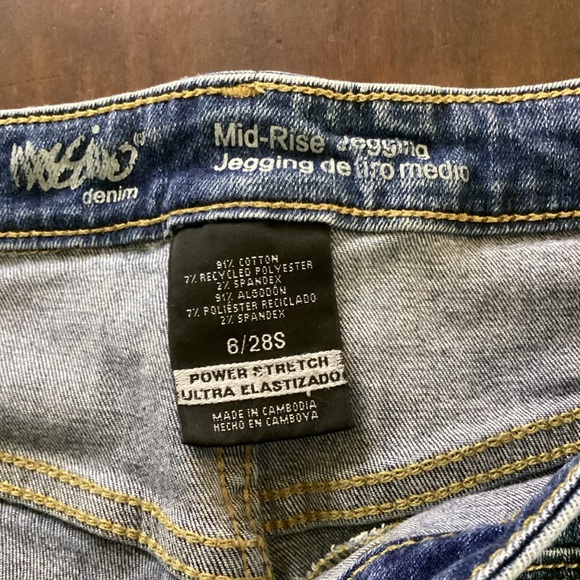 mossimo
denim
Mid-Rise Jegging
Jegging de tiro medio
91% COTTON
7% RECYCLED POLYESTER
2% SPANDEX
91% ALGODÓN
7% POLIÉSTER RECICLADO
2% SPANDEX
6/28S
POWER STRETCH
ULTRA ELASTIZADO
MADE IN CAMBODIA
HECHO EN CAMBOYA